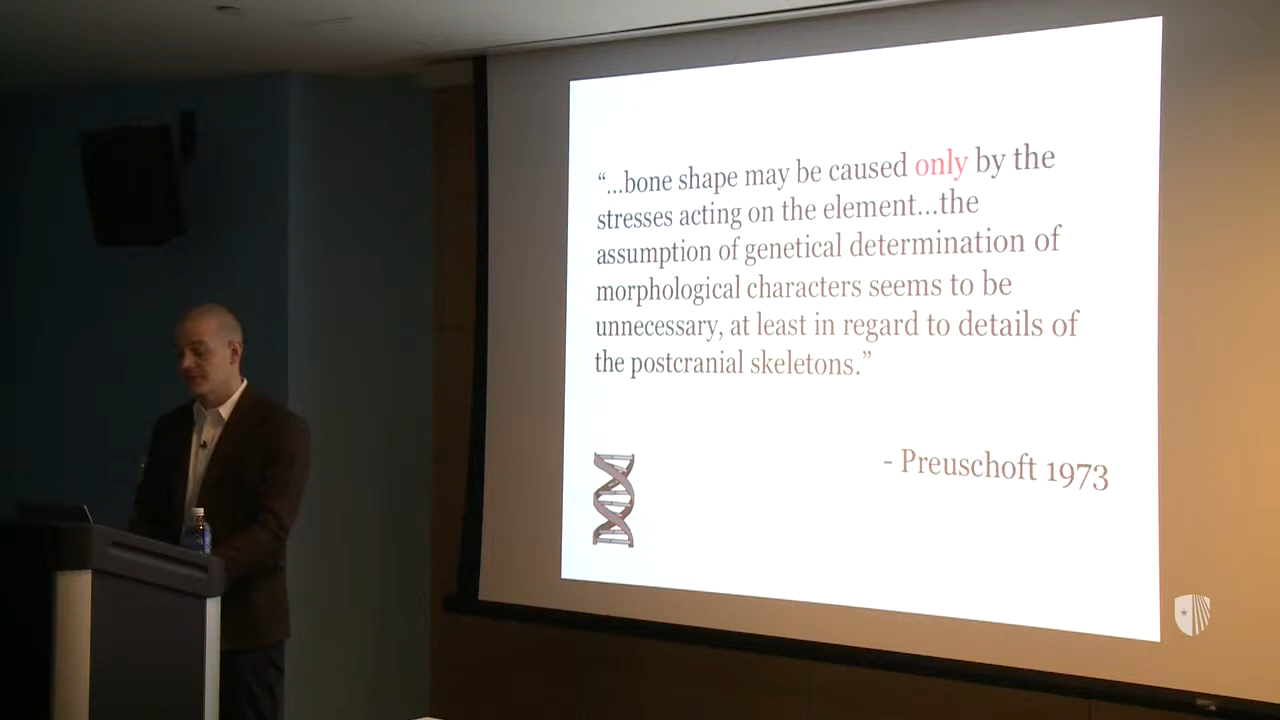 “...bone shape may be caused only by the
stresses acting on the element...the
assumption of genetical determination of
morphological characters seems to be
unnecessary, at least in regard to details of
the postcranial skeletons.”
- Preuschoft 1973